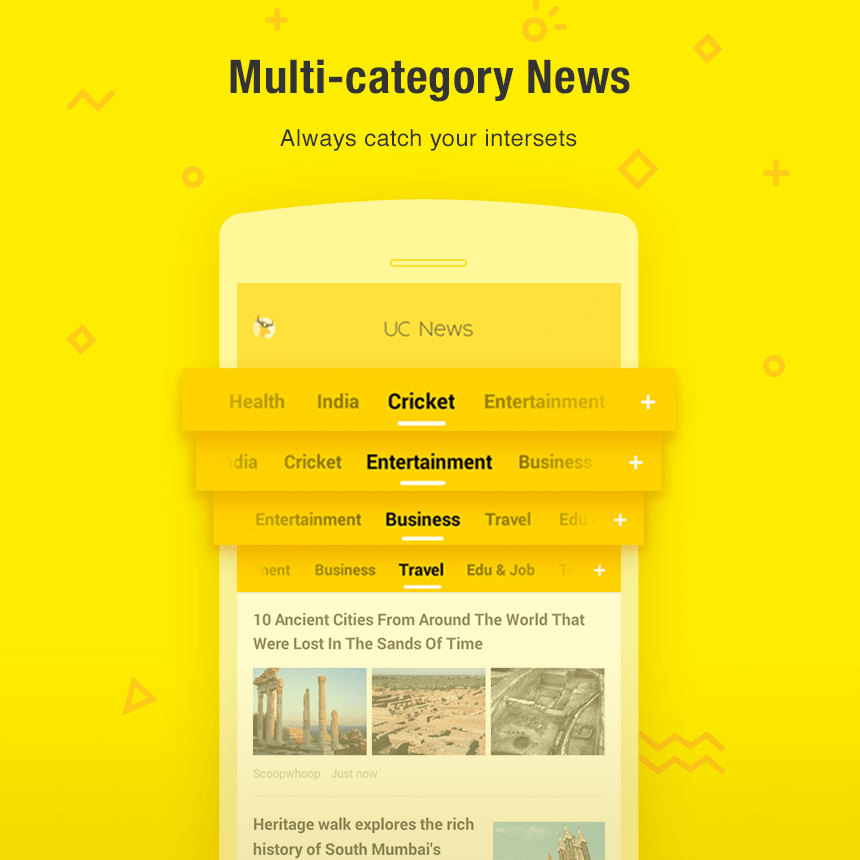 Multi-category News
Always catch your intersets
UC News
Health India Cricket Entertainment +
dia Cricket Entertainment Business +
Entertainment Business Travel Edu +
ment Business Travel Edu & Job +
10 Ancient Cities From Around The World That
Were Lost In The Sands Of Time
Scoopwhoop Just now
Heritage walk explores the rich
history of South Mumbai's